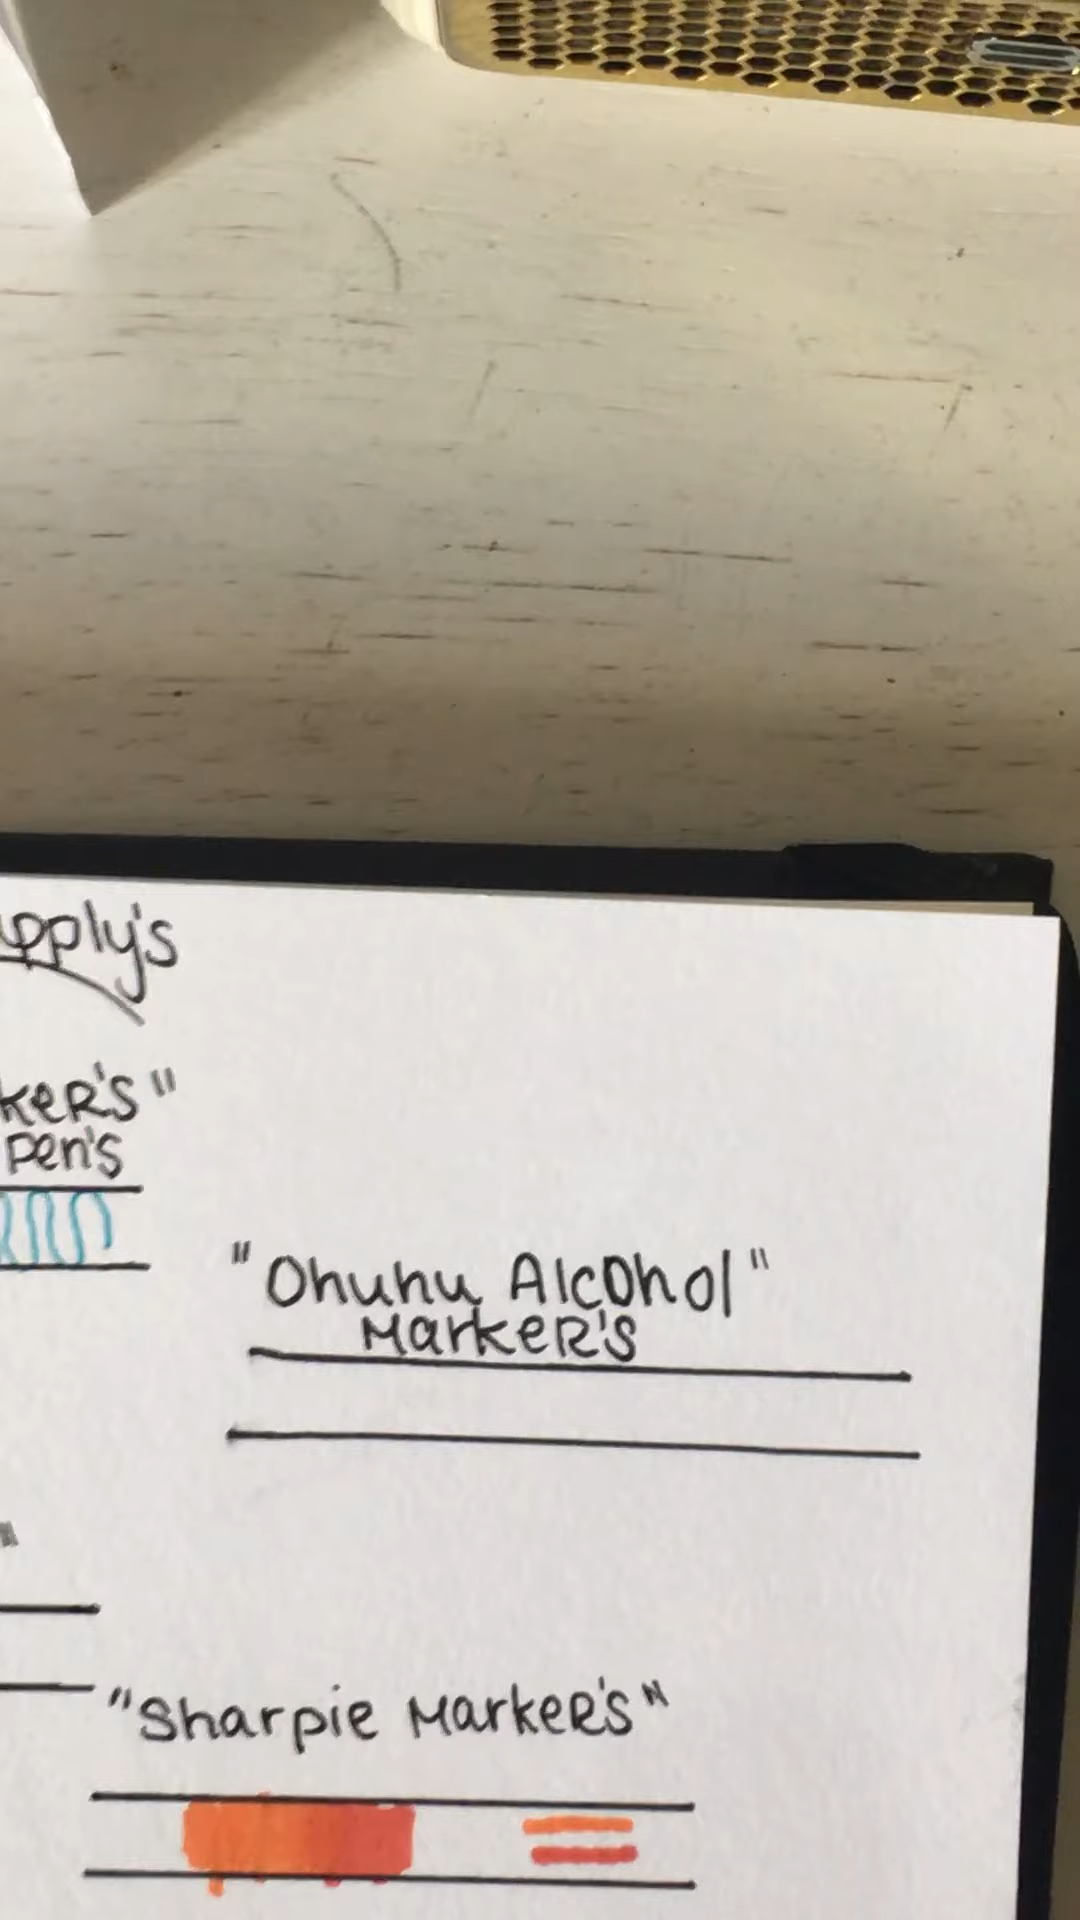 pply's
ker's"
Pen's
"Ohuhu Alcohol"
Marker's
"Sharpie Marker's"